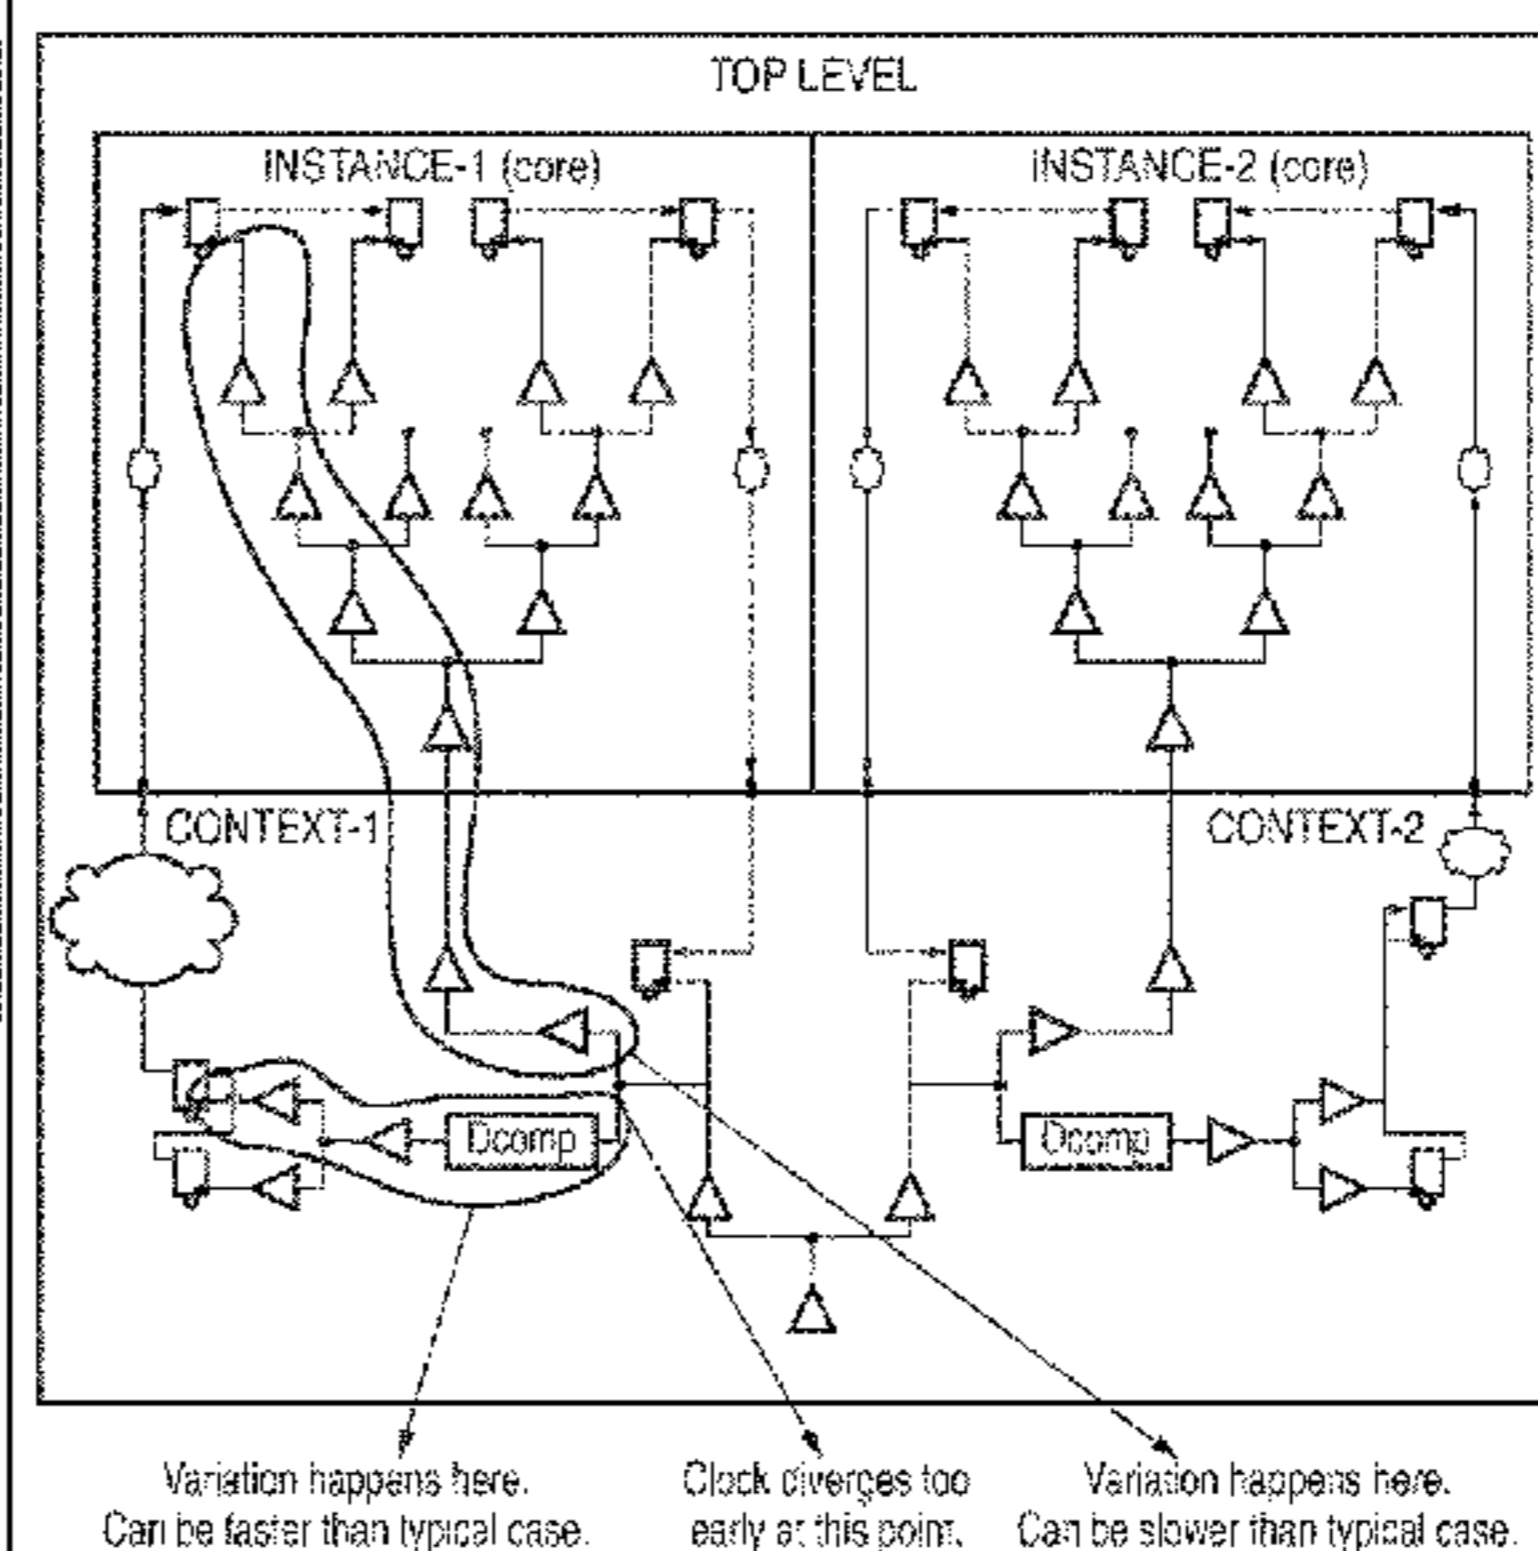 TOP LEVEL
INSTANCE-1 (core)
INSTANCE-2 (core)
CONTEXT-1
CONTEXT-2
Dcomp
Dcomp
Variation happens here.
Can be faster than typical case.
Clock diverges too
early at this point.
Variation happens here.
Can be slower than typical case.